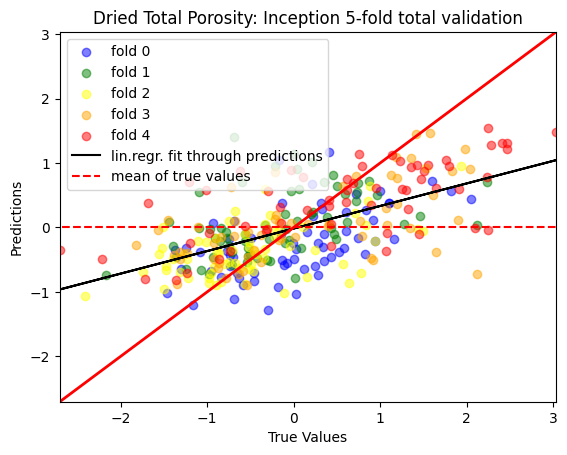 Dried Total Porosity: Inception 5-fold total validation
3
fold 0
fold 1
2
fold 2
fold 3
fold 4
1
lin.regr. fit through predictions
mean of true values
Predictions
0
−1
−2
−2
−1
0
1
2
3
True Values